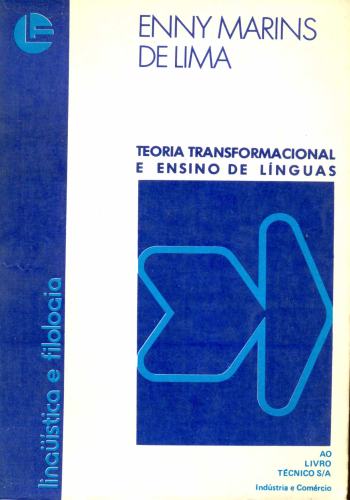 ENNY MARINS
DE LIMA
TEORIA TRANSFORMACIONAL
E ENSINO DE LÍNGUAS
lingüística e filologia
AO
LIVRO
TÉCNICO S/A
Indústria e Comércio